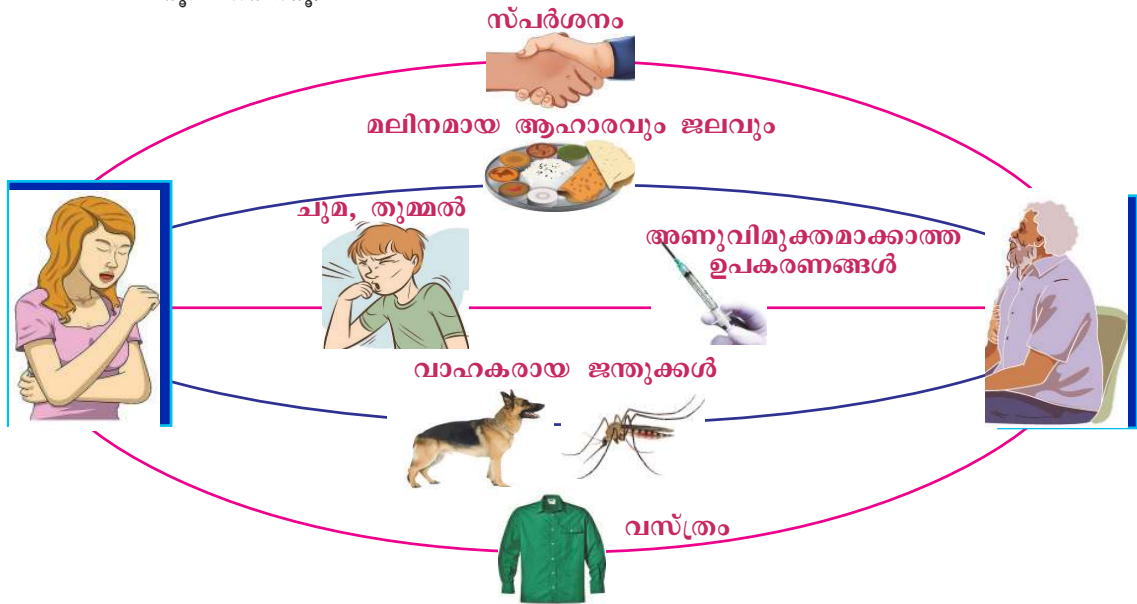 സ്പർശനം
മലിനമായ ആഹാരവും ജലവും
ചുമ, തുമ്മൽ
അണുവിമുക്തമാക്കാത്ത
ഉപകരണങ്ങൾ
വാഹകരായ ജന്തുക്കൾ
വസ്ത്രം